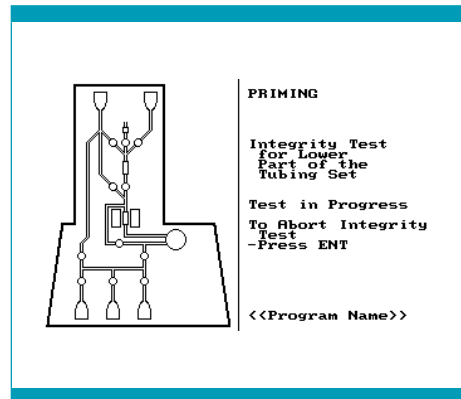 PRIMING
Integrity Test
for Lower
Part of the
Tubing Set
Test in Progress
To Abort Integrity
Test
-Press ENT
<<Program Name>>